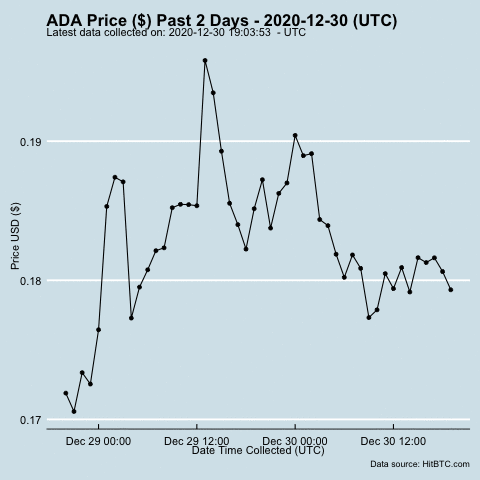 ADA Price ($) Past 2 Days - 2020-12-30 (UTC)
Latest data collected on: 2020-12-30 19:03:53 - UTC
0.19
0.18
0.17
Price USD ($)
Dec 29 00:00 Dec 29 12:00 Dec 30 00:00 Dec 30 12:00
Date Time Collected (UTC)
Data source: HitBTC.com